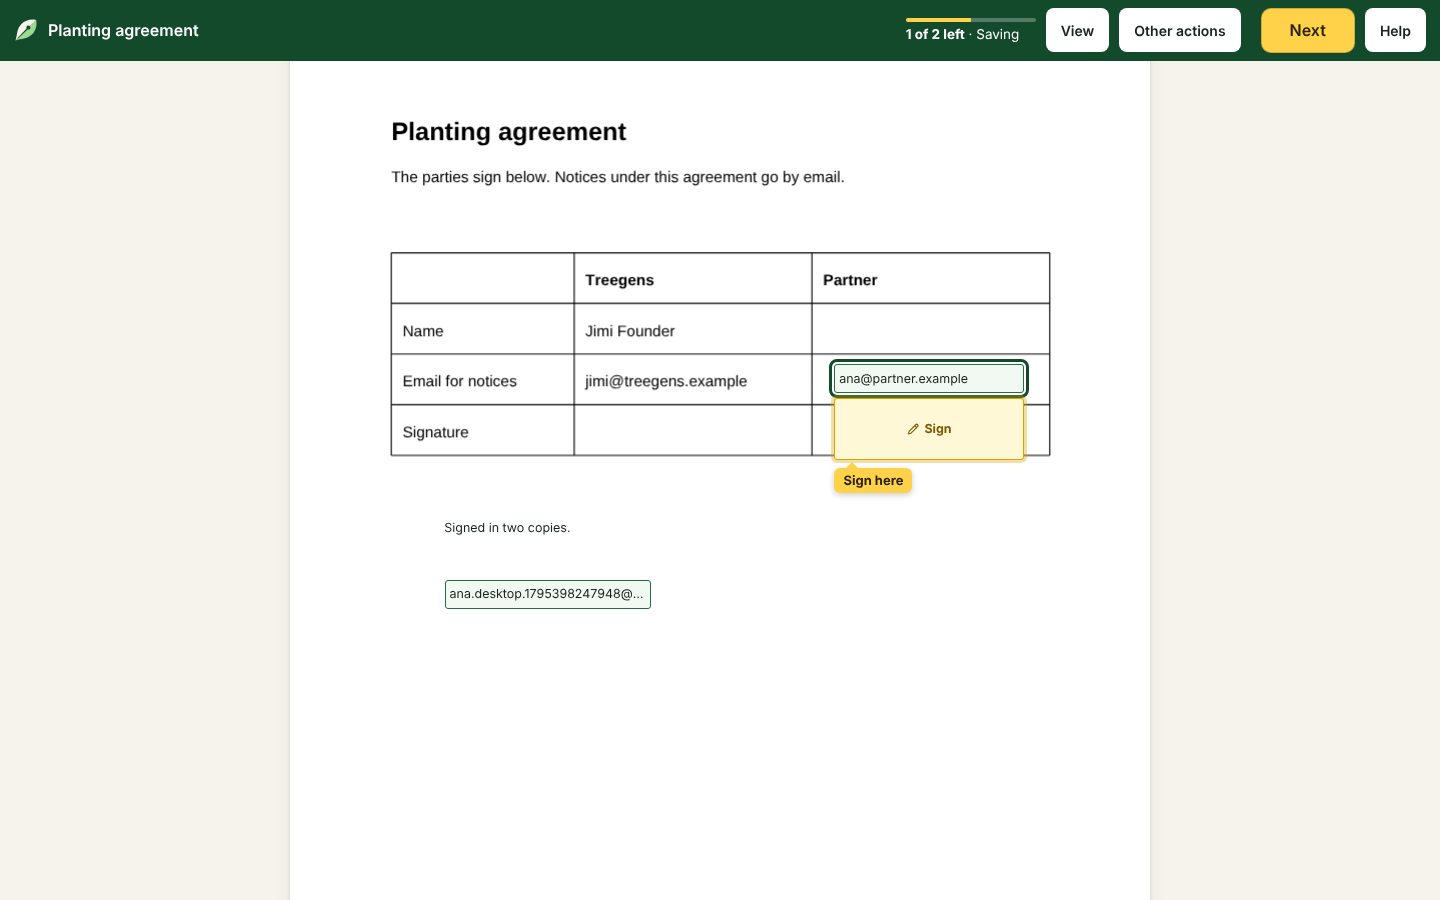 Planting agreement
1 of 2 left · Saving
View
Other actions
Next
Help
Planting agreement
The parties sign below. Notices under this agreement go by email.
Treegens Partner
Name Jimi Founder
Email for notices jimi@treegens.example ana@partner.example
Signature Sign
Sign here
Signed in two copies.
ana.desktop.1795398247948@...